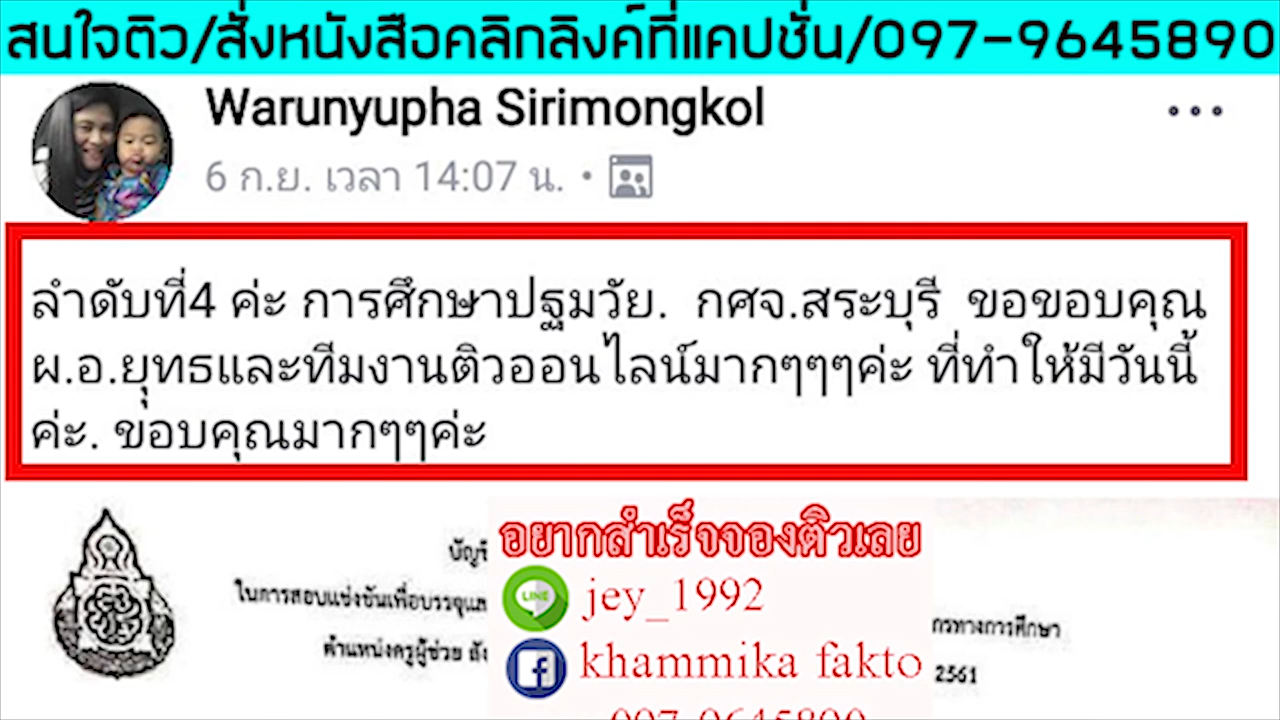 สนใจติว/สั่งหนังสือคลิกลิงค์ที่แคปชั่น/097-9645890
Warunyupha Sirimongkol
6 ก.ย. เวลา 14:07 น.
ลำดับที่4 ค่ะ การศึกษาปฐมวัย. กศจ.สระบุรี ขอขอบคุณ
ผ.อ.ยุทธและทีมงานติวออนไลน์มากๆๆๆค่ะ ที่ทำให้มีวันนี้
ค่ะ. ขอบคุณมากๆๆค่ะ
อยากสำเร็จจองติวเลย
LINE jey_1992
khammika fakto
097-9645890
ในการสอบแข่งขันเพื่อบรรจุและ
กรทางการศึกษา
ตำแหน่งครูผู้ช่วย สัง
2561